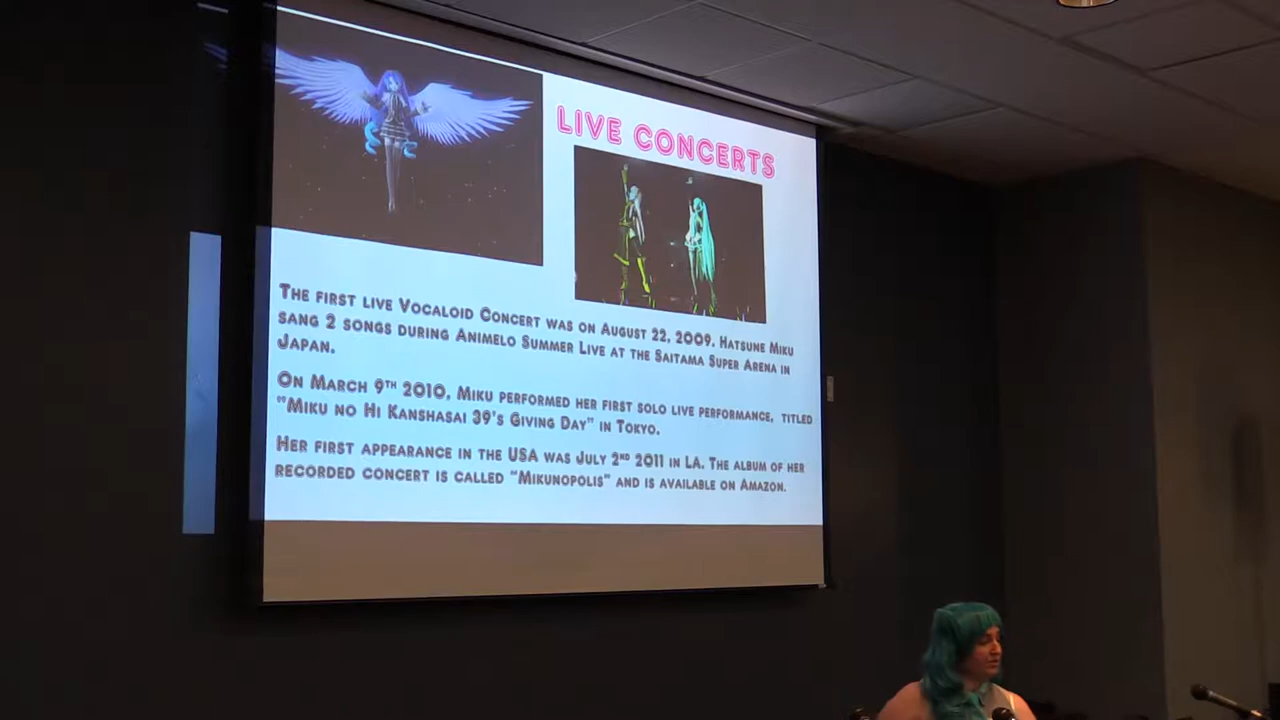 LIVE CONCERTS
THE FIRST LIVE VOCALOID CONCERT WAS ON AUGUST 22, 2009. HATSUNE MIKU
SANG 2 SONGS DURING ANIMELO SUMMER LIVE AT THE SAITAMA SUPER ARENA IN
JAPAN.
ON MARCH 9TH 2010, MIKU PERFORMED HER FIRST SOLO LIVE PERFORMANCE, TITLED
"MIKU NO HI KANSHASAI 39'S GIVING DAY" IN TOKYO.
HER FIRST APPEARANCE IN THE USA WAS JULY 2ND 2011 IN LA. THE ALBUM OF HER
RECORDED CONCERT IS CALLED "MIKUNOPOLIS" AND IS AVAILABLE ON AMAZON.